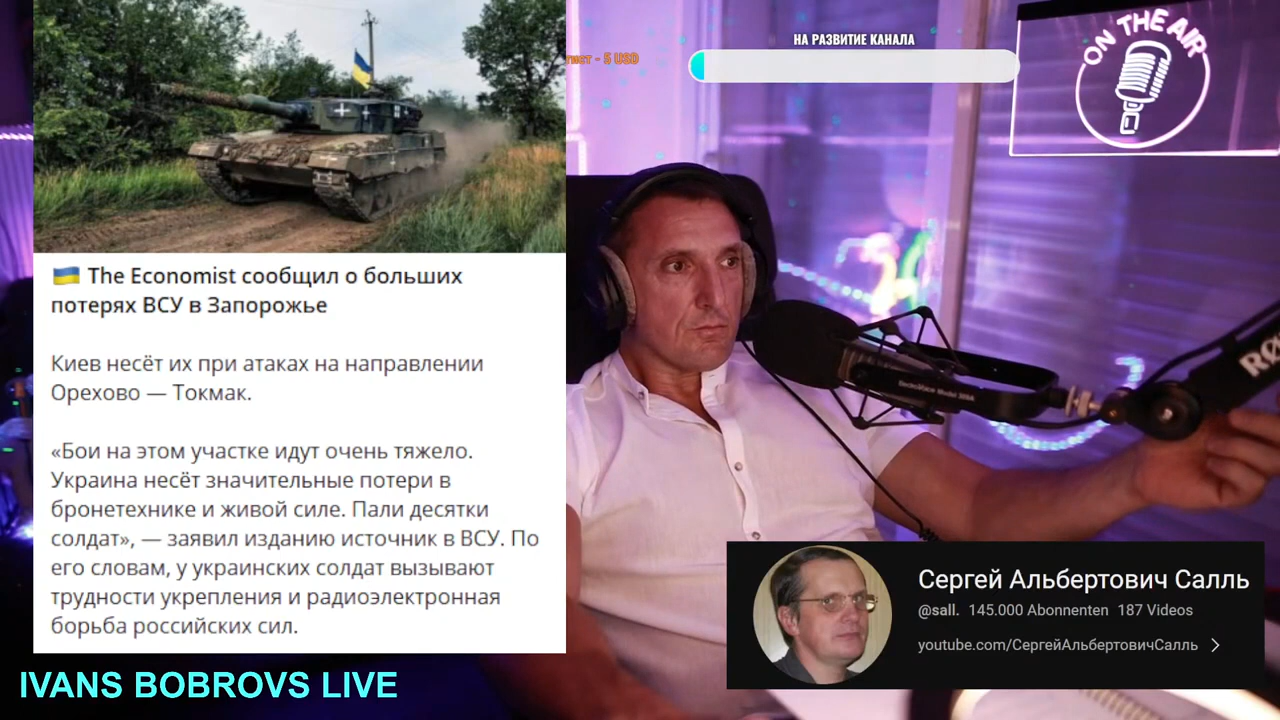 НА РАЗВИТИЕ КАНАЛА
- 5 USD
ON THE AIR
🇺🇦 The Economist сообщил о больших
потерях ВСУ в Запорожье
Киев несёт их при атаках на направлении
Орехово — Токмак.
«Бои на этом участке идут очень тяжело.
Украина несёт значительные потери в
бронетехнике и живой силе. Пали десятки
солдат», — заявил изданию источник в ВСУ. По
его словам, у украинских солдат вызывают
трудности укрепления и радиоэлектронная
борьба российских сил.
RØ
Сергей Альбертович Салль
@sall. 145.000 Abonnenten 187 Videos
youtube.com/СергейАльбертовичСалль
IVANS BOBROVS LIVE